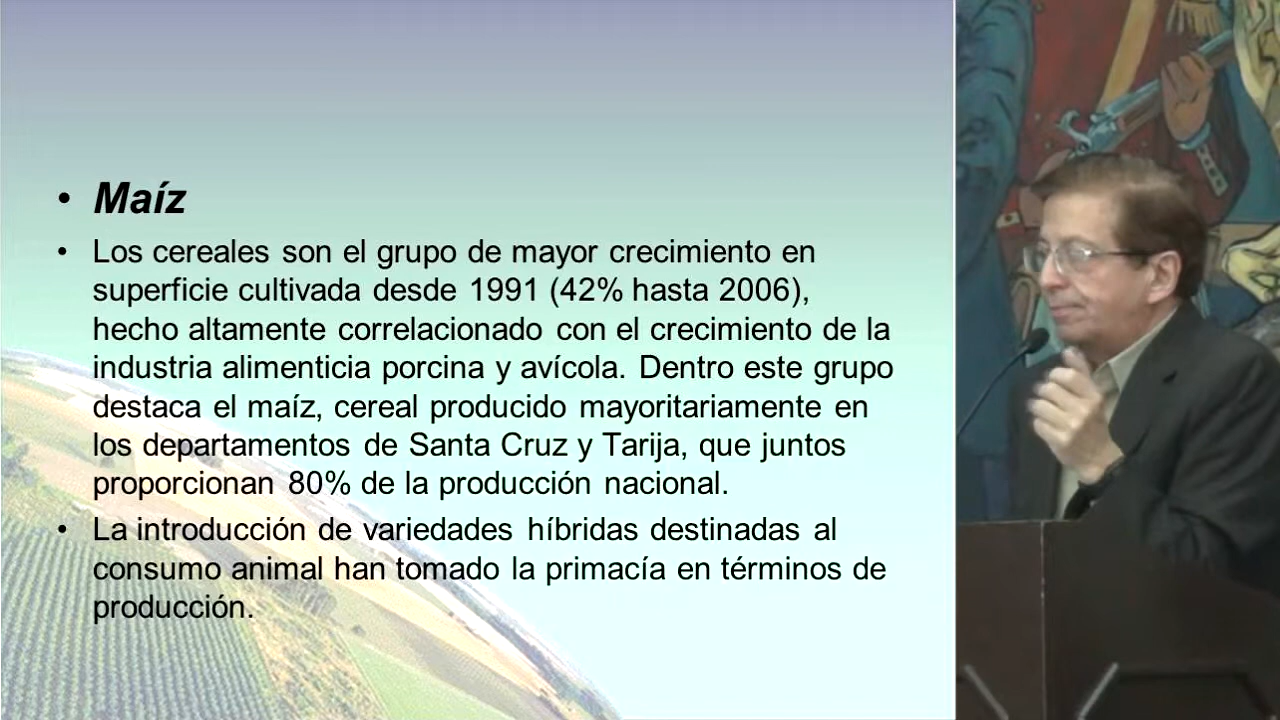 • Maíz
• Los cereales son el grupo de mayor crecimiento en
superficie cultivada desde 1991 (42% hasta 2006),
hecho altamente correlacionado con el crecimiento de la
industria alimenticia porcina y avícola. Dentro este grupo
destaca el maíz, cereal producido mayoritariamente en
los departamentos de Santa Cruz y Tarija, que juntos
proporcionan 80% de la producción nacional.
• La introducción de variedades híbridas destinadas al
consumo animal han tomado la primacía en términos de
producción.